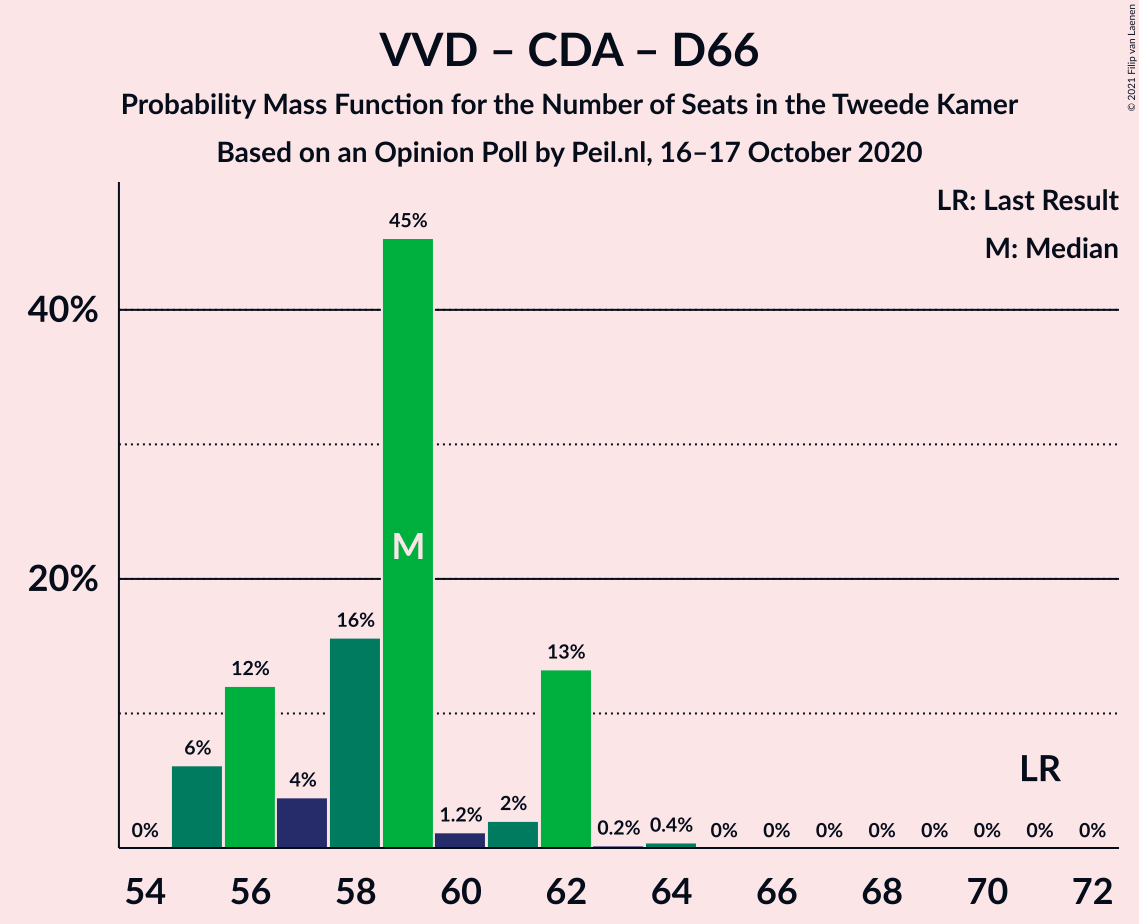 © 2021 Filip van Laenen
VVD – CDA – D66
Probability Mass Function for the Number of Seats in the Tweede Kamer
Based on an Opinion Poll by Peil.nl, 16–17 October 2020
LR: Last Result
M: Median
40%
20%
0% 6% 12% 4% 16% 45% 1.2% 2% 13% 0.2% 0.4% 0% 0% 0% 0% 0% 0% 0% 0%
M
LR
54 56 58 60 62 64 66 68 70 72